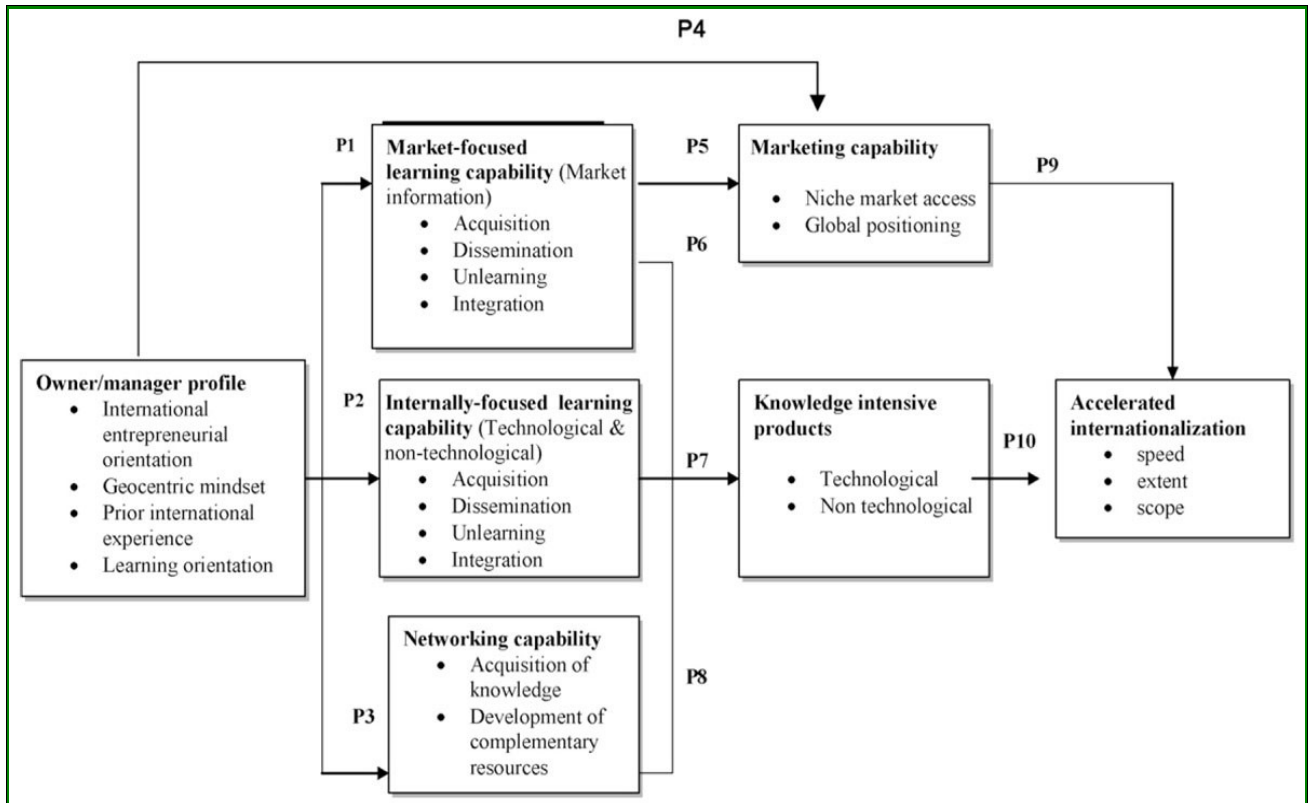 P4
P1
Market-focused
learning capability (Market
information)
• Acquisition
• Dissemination
• Unlearning
• Integration
P5
Marketing capability
• Niche market access
• Global positioning
P9
P6
Owner/manager profile
• International
entrepreneurial
orientation
• Geocentric mindset
• Prior international
experience
• Learning orientation
P2
Internally-focused learning
capability (Technological &
non-technological)
• Acquisition
• Dissemination
• Unlearning
• Integration
P7
Knowledge intensive
products
• Technological
• Non technological
P10
Accelerated
internationalization
• speed
• extent
• scope
P3
Networking capability
• Acquisition of
knowledge
• Development of
complementary
resources
P8